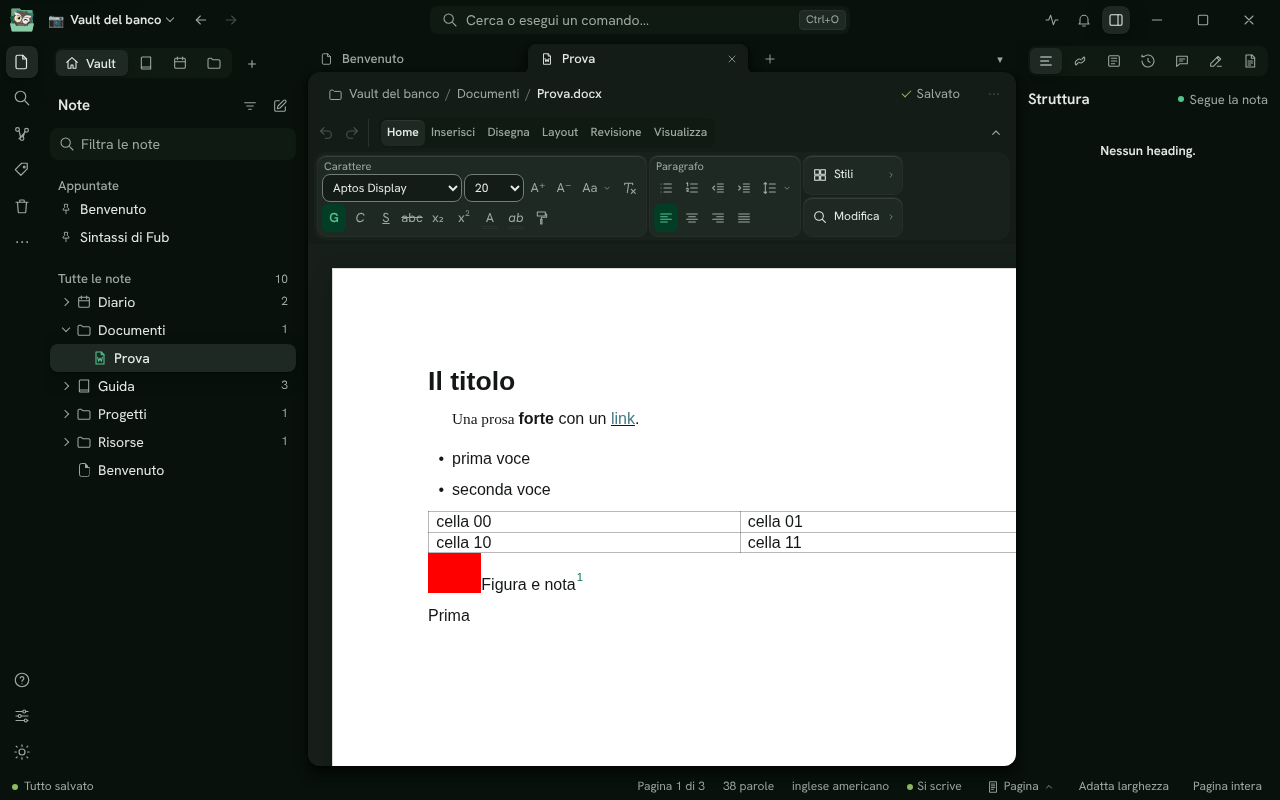 Vault del banco
Cerca o esegui un comando...
Ctrl+O
Vault
Benvenuto
Prova
Note
Vault del banco / Documenti / Prova.docx
Salvato
Struttura
Segue la nota
Filtra le note
Home
Inserisci
Disegna
Layout
Revisione
Visualizza
Nessun heading.
Carattere
Paragrafo
Aptos Display
20
A+
A−
Aa
Tx
Stili
G
C
S
abc
x₂
x²
A
ab
Modifica
Appuntate
Benvenuto
Sintassi di Fub
Tutte le note 10
Diario 2
Documenti 1
Prova
Guida 3
Progetti 1
Risorse 1
Benvenuto
Il titolo
Una prosa forte con un link.
• prima voce
• seconda voce
cella 00 cella 01
cella 10 cella 11
Figura e nota1
Prima
Tutto salvato
Pagina 1 di 3
38 parole
inglese americano
Si scrive
Pagina
Adatta larghezza
Pagina intera